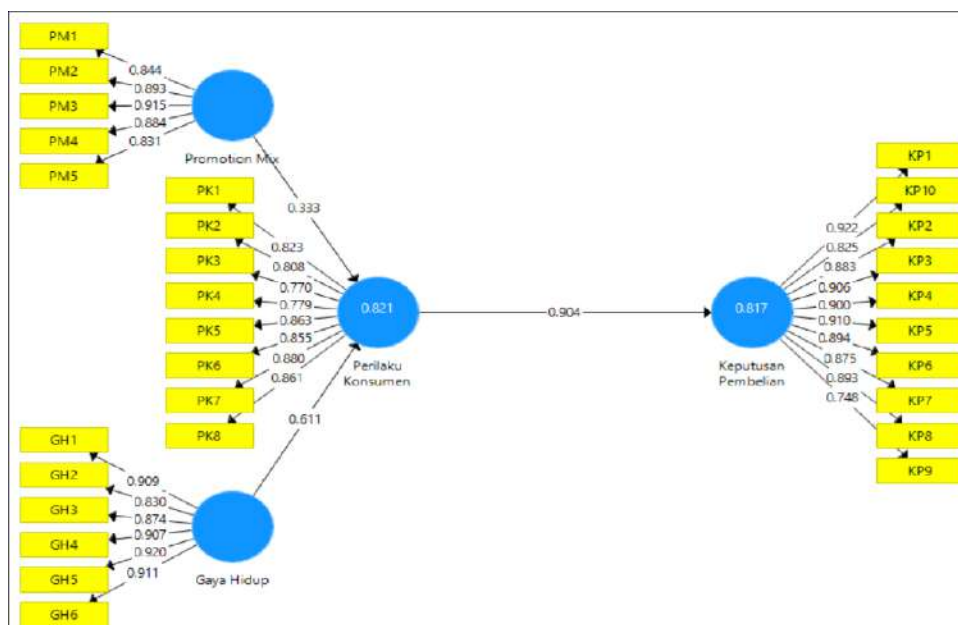 PM1
PM2
PM3
PM4
PM5
0.844
0.893
0.915
0.884
0.831
Promotion Mix
0.333
PK1
PK2
PK3
PK4
PK5
PK6
PK7
PK8
0.823
0.808
0.770
0.779
0.863
0.855
0.880
0.861
0.821
Perilaku
Konsumen
0.904
0.611
GH1
GH2
GH3
GH4
GH5
GH6
0.909
0.830
0.874
0.907
0.920
0.911
Gaya Hidup
0.817
Keputusan
Pembelian
0.922
0.825
0.883
0.906
0.900
0.910
0.894
0.875
0.893
0.748
KP1
KP10
KP2
KP3
KP4
KP5
KP6
KP7
KP8
KP9